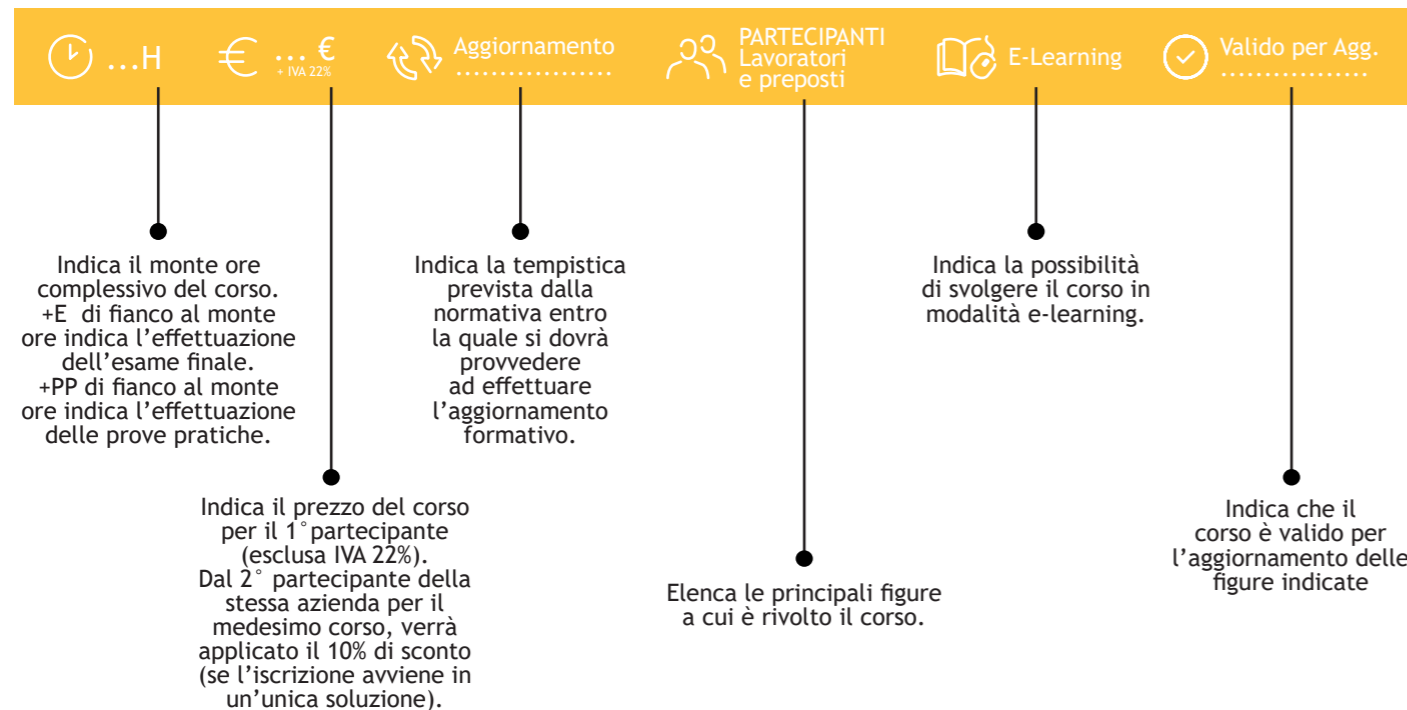 ...H
€ ... €
+ IVA 22%
Aggiornamento
..................
PARTECIPANTI
Lavoratori
e preposti
E-Learning
Valido per Agg.
.................
Indica il monte ore
complessivo del corso.
+E di fianco al monte
ore indica l’effettuazione
dell’esame finale.
+PP di fianco al monte
ore indica l’effettuazione
delle prove pratiche.
Indica il prezzo del corso
per il 1°partecipante
(esclusa IVA 22%).
Dal 2° partecipante della
stessa azienda per il
medesimo corso, verrà
applicato il 10% di sconto
(se l’iscrizione avviene in
un’unica soluzione).
Indica la tempistica
prevista dalla
normativa entro
la quale si dovrà
provvedere
ad effettuare
l’aggiornamento
formativo.
Elenca le principali figure
a cui è rivolto il corso.
Indica la possibilità
di svolgere il corso in
modalità e-learning.
Indica che il
corso è valido per
l’aggiornamento delle
figure indicate